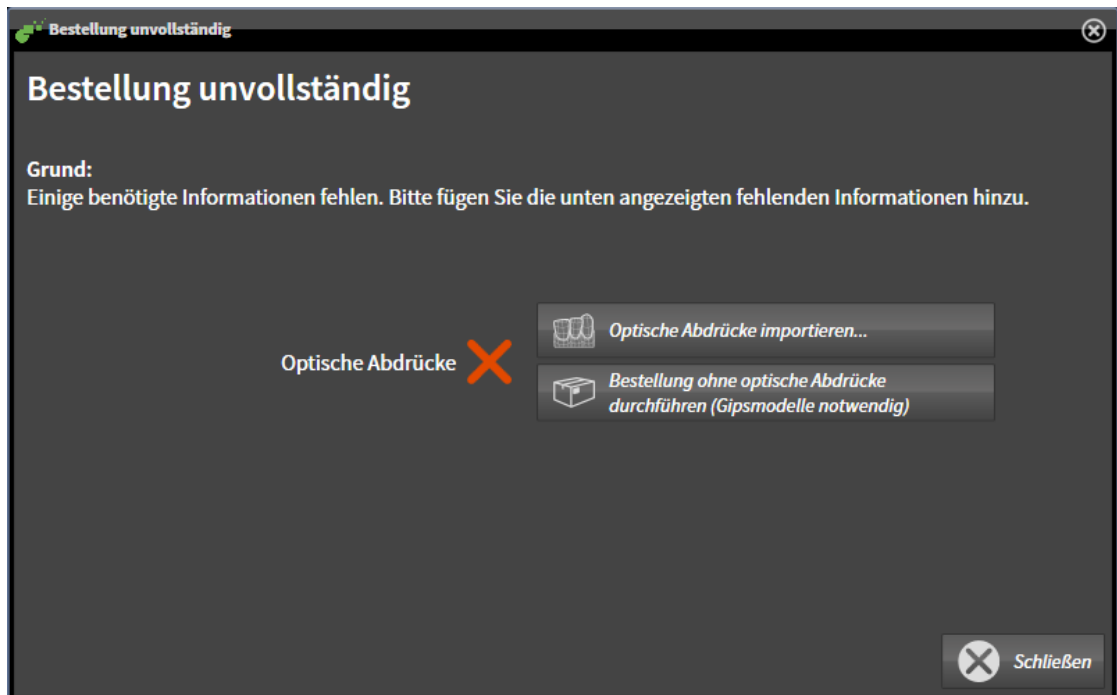 Bestellung unvollständig
Bestellung unvollständig
Grund:
Einige benötigte Informationen fehlen. Bitte fügen Sie die unten angezeigten fehlenden Informationen hinzu.
Optische Abdrücke
Optische Abdrücke importieren...
Bestellung ohne optische Abdrücke
durchführen (Gipsmodelle notwendig)
Schließen